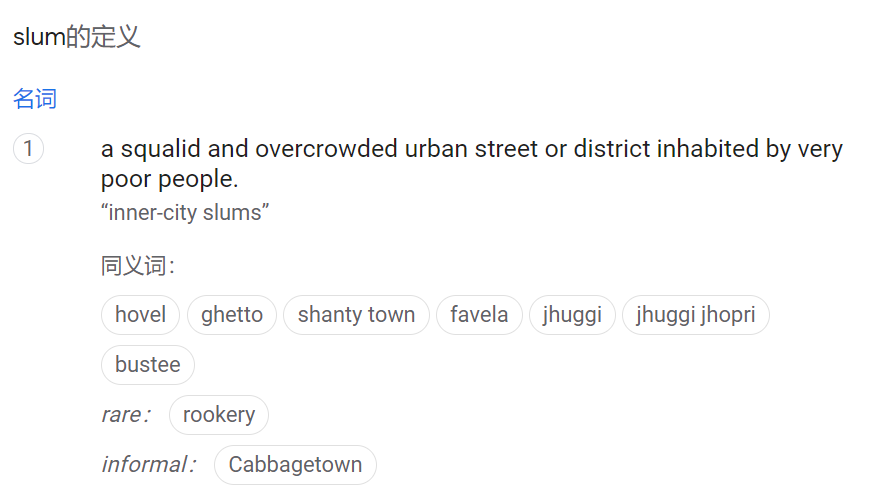 slum的定义
名词
1
a squalid and overcrowded urban street or district inhabited by very
poor people.
“inner-city slums”
同义词：
hovel ghetto shanty town favela jhuggi jhuggi jhopri
bustee
rare： rookery
informal： Cabbagetown